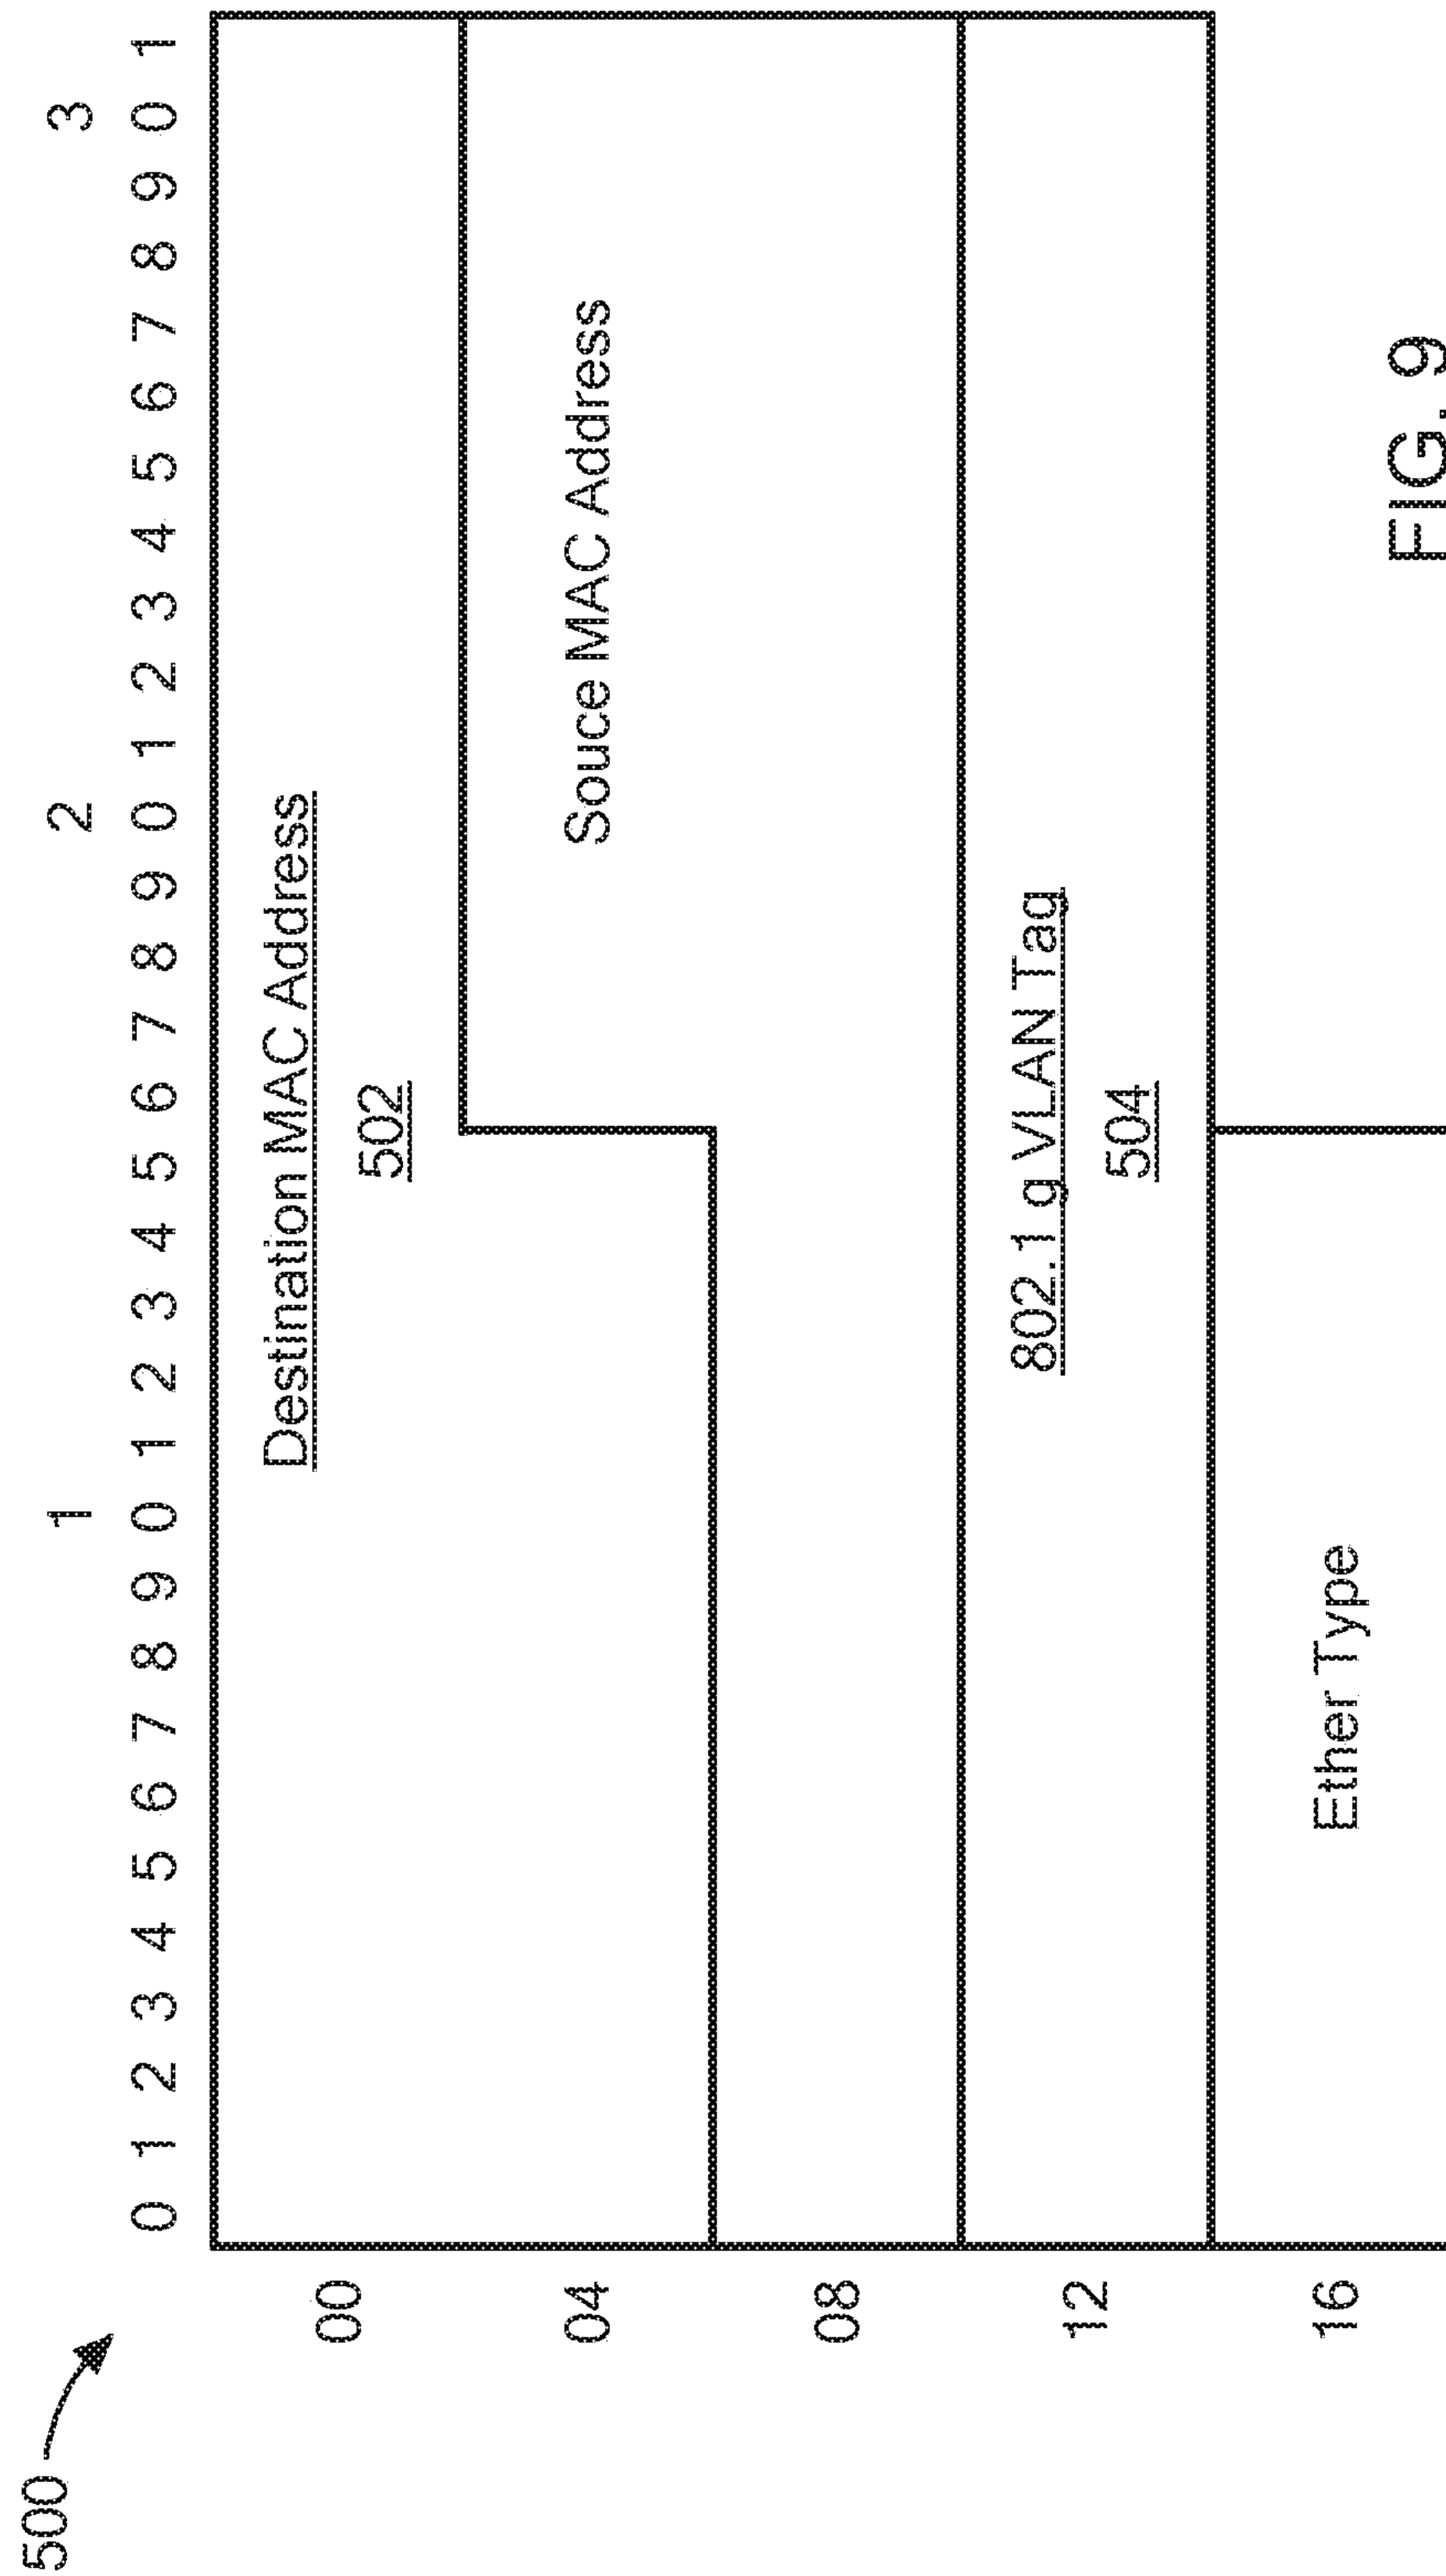 500
1 2 3
0 1 2 3 4 5 6 7 8 9 0 1 2 3 4 5 6 7 8 9 0 1 2 3 4 5 6 7 8 9 0 1
00
Destination MAC Address
502
04
Souce MAC Address
08
12
802.1 g VLAN Tag
504
16
Ether Type
FIG. 9